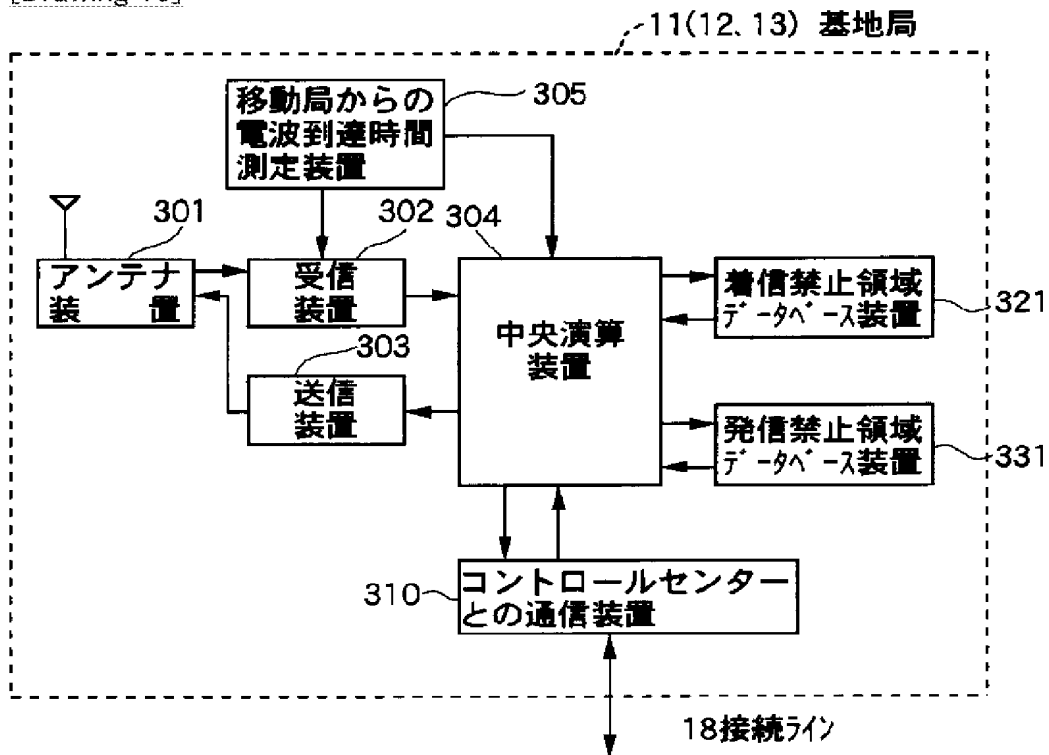 11(12、13) 基地局
移動局からの
電波到達時間
測定装置
305
301
302
304
アンテナ
装 置
受信
装置
中央演算
装置
着信禁止領域
データベース装置
321
303
送信
装置
発信禁止領域
データベース装置
331
310
コントロールセンター
との通信装置
18接続ライン